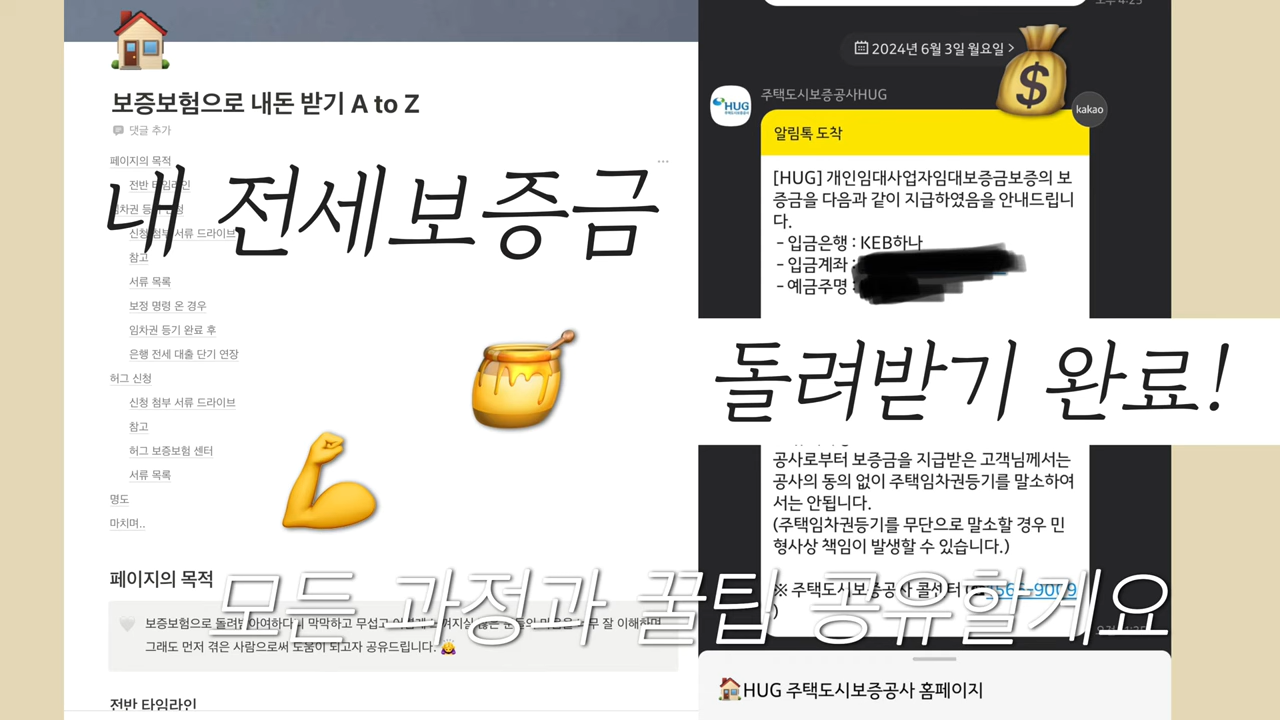 보증보험으로 내돈 받기 A to Z
댓글 추가
페이지의 목적
전반 타임라인
임차권 등기 신청
신청 첨부 서류 드라이브
참고
서류 목록
보정 명령 온 경우
임차권 등기 완료 후
은행 전세 대출 단기 연장
허그 신청
신청 첨부 서류 드라이브
참고
허그 보증보험 센터
서류 목록
명도
마치며..
페이지의 목적
보증보험으로
그래도 먼저 겪은 사람으로써 도움이 되고자 공유드립니다.
전반 타임라인
내 전세보증금
돌려받기 완료!
모든 과정과 꿀팁 공유할게요
오후 4:25
2024년 6월 3일 월요일 >
HUG
주택도시보증공사HUG
kakao
알림톡 도착
[HUG] 개인임대사업자임대보증금보증의 보
증금을 다음과 같이 지급하였음을 안내드립니
다.
- 입금은행 : KEB하나
- 입금계좌 :
- 예금주명 :
공사로부터 보증금을 지급받은 고객님께서는
공사의 동의 없이 주택임차권등기를 말소하여
서는 안됩니다.
(주택임차권등기를 무단으로 말소할 경우 민
형사상 책임이 발생할 수 있습니다.)
※ 주택도시보증공사 콜센터
)
HUG 주택도시보증공사 홈페이지